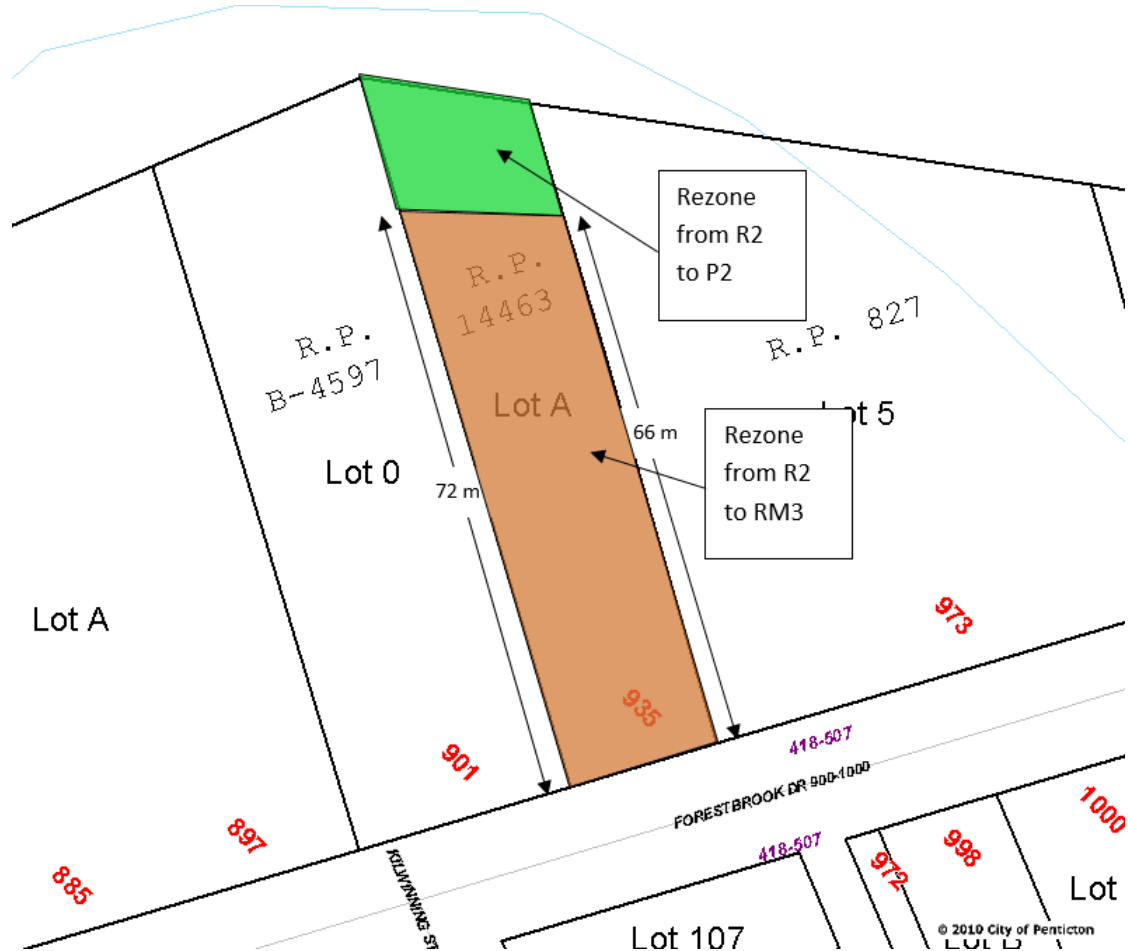 Rezone
from R2
to P2
R.P.
14463
R.P.
B-4597
R.P. 827
Lot A
Lot 5
66 m
Rezone
from R2
to RM3
Lot 0
72 m
Lot A
973
935
418-507
901
FORESTBROOK DR 900-1000
1000
897
418-507
998
972
885
KILWINNING ST
Lot
Lot 107
© 2010 City of Penticton